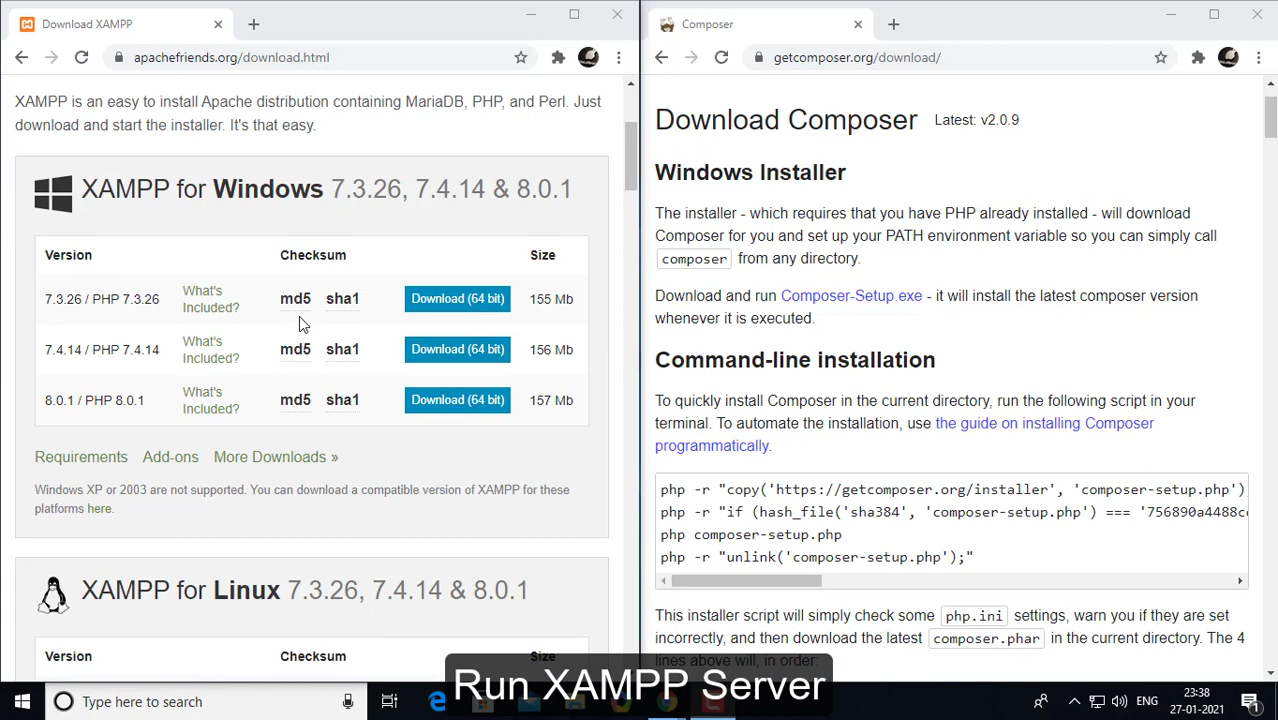 Download XAMPP
apachefriends.org/download.html
XAMPP is an easy to install Apache distribution containing MariaDB, PHP, and Perl. Just
download and start the installer. It's that easy.
XAMPP for Windows 7.3.26, 7.4.14 & 8.0.1
Version Checksum Size
7.3.26 / PHP 7.3.26 What's Included? md5 sha1 Download (64 bit) 155 Mb
7.4.14 / PHP 7.4.14 What's Included? md5 sha1 Download (64 bit) 156 Mb
8.0.1 / PHP 8.0.1 What's Included? md5 sha1 Download (64 bit) 157 Mb
Requirements Add-ons More Downloads »
Windows XP or 2003 are not supported. You can download a compatible version of XAMPP for these
platforms here.
XAMPP for Linux 7.3.26, 7.4.14 & 8.0.1
Version Checksum Size
Composer
getcomposer.org/download/
Download Composer Latest: v2.0.9
Windows Installer
The installer - which requires that you have PHP already installed - will download
Composer for you and set up your PATH environment variable so you can simply call
composer from any directory.
Download and run Composer-Setup.exe - it will install the latest composer version
whenever it is executed.
Command-line installation
To quickly install Composer in the current directory, run the following script in your
terminal. To automate the installation, use the guide on installing Composer
programmatically.
php -r "copy('https://getcomposer.org/installer', 'composer-setup.php')
php -r "if (hash_file('sha384', 'composer-setup.php') === '756890a4488c
php composer-setup.php
php -r "unlink('composer-setup.php');"
This installer script will simply check some php.ini settings, warn you if they are set
incorrectly, and then download the latest composer.phar in the current directory. The 4
lines above will, in order:
Run XAMPP Server
Type here to search
ENG
23:38
27-01-2021
1